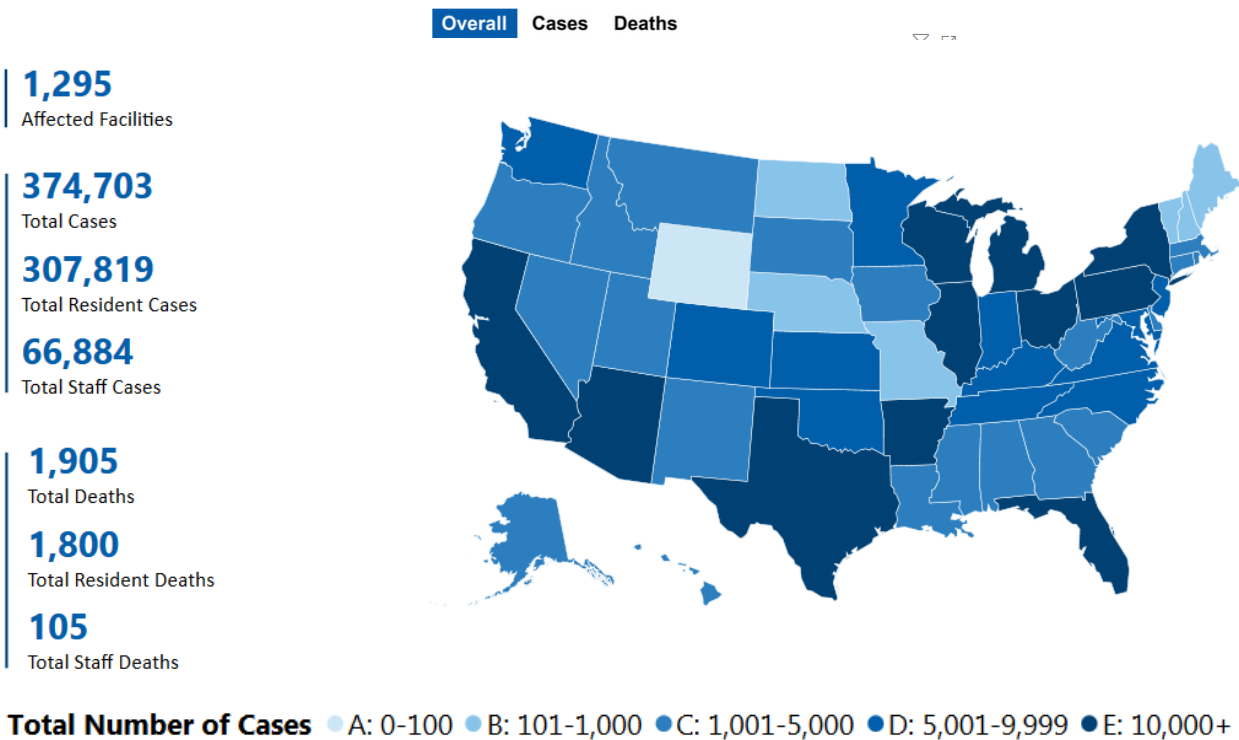 Overall Cases Deaths
1,295
Affected Facilities
374,703
Total Cases
307,819
Total Resident Cases
66,884
Total Staff Cases
1,905
Total Deaths
1,800
Total Resident Deaths
105
Total Staff Deaths
Total Number of Cases A: 0-100 B: 101-1,000 C: 1,001-5,000 D: 5,001-9,999 E: 10,000+